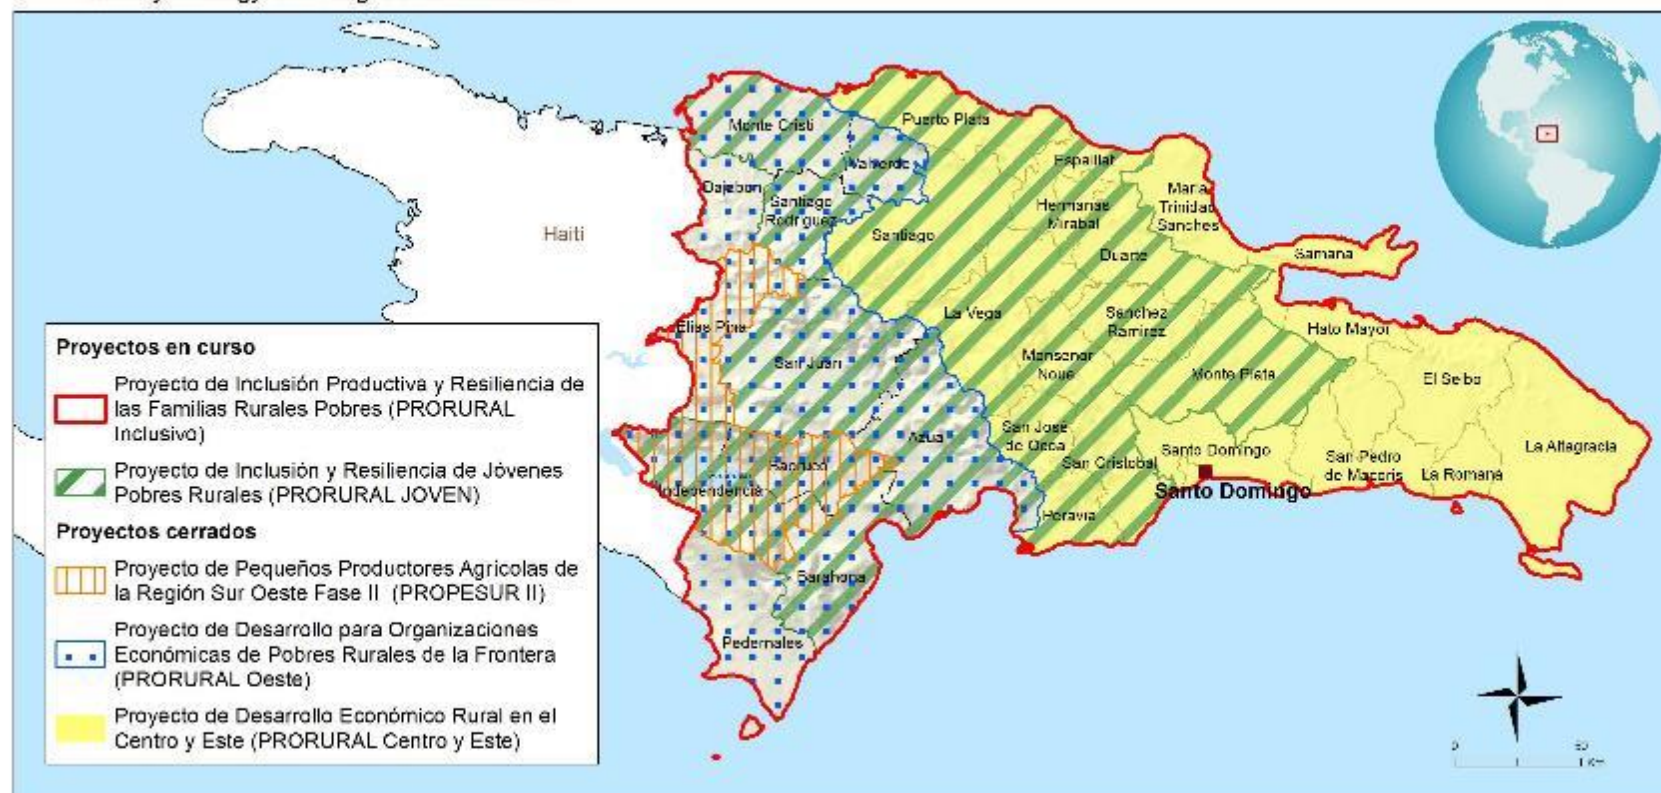 Puerto Plata
Monte Cristi
Valverde
Espaillat
Dajabon
Santiago
Rodriguez
Maria
Trinidad
Sanches
Hermanas
Mirabal
Santiago
Haiti
Duarte
Samana
La Vega
Sanchez
Ramirez
Hato Mayor
Elias Pina
San Juan
Monsenor
Noue
Monte Plata
El Seibo
Azua
San José
de Ocoa
Santo Domingo
San Pedro
de Macoris
La Romana
La Altagracia
Baoruco
San Cristobal
Independencia
Santo Domingo
Peravia
Barahona
Pedernales
Proyectos en curso
Proyecto de Inclusión Productiva y Resiliencia de
las Familias Rurales Pobres (PRORURAL
Inclusivo)
Proyecto de Inclusión y Resiliencia de Jóvenes
Pobres Rurales (PRORURAL JOVEN)
Proyectos cerrados
Proyecto de Pequeños Productores Agrícolas de
la Región Sur Oeste Fase II (PROPESUR II)
Proyecto de Desarrollo para Organizaciones
Económicas de Pobres Rurales de la Frontera
(PRORURAL Oeste)
Proyecto de Desarrollo Económico Rural en el
Centro y Este (PRORURAL Centro y Este)